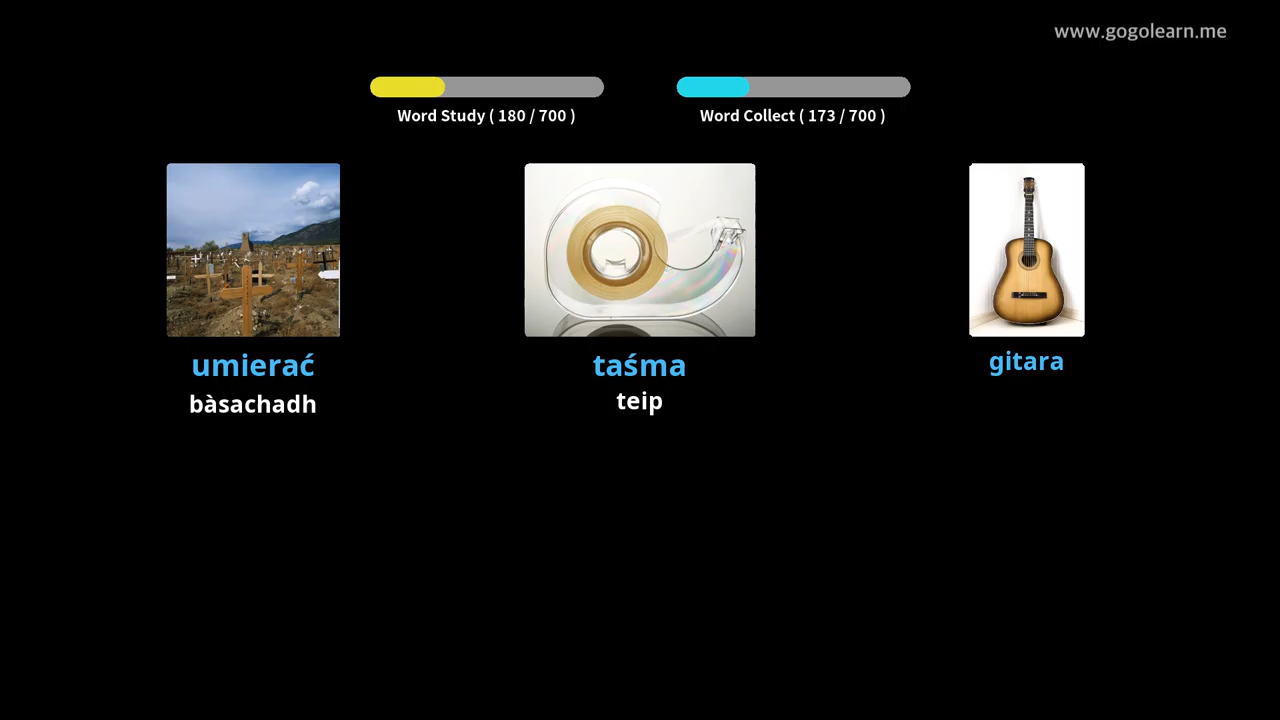 www.gogolearn.me
Word Study ( 180 / 700 )
Word Collect ( 173 / 700 )
umierać
bàsachadh
taśma
teip
gitara